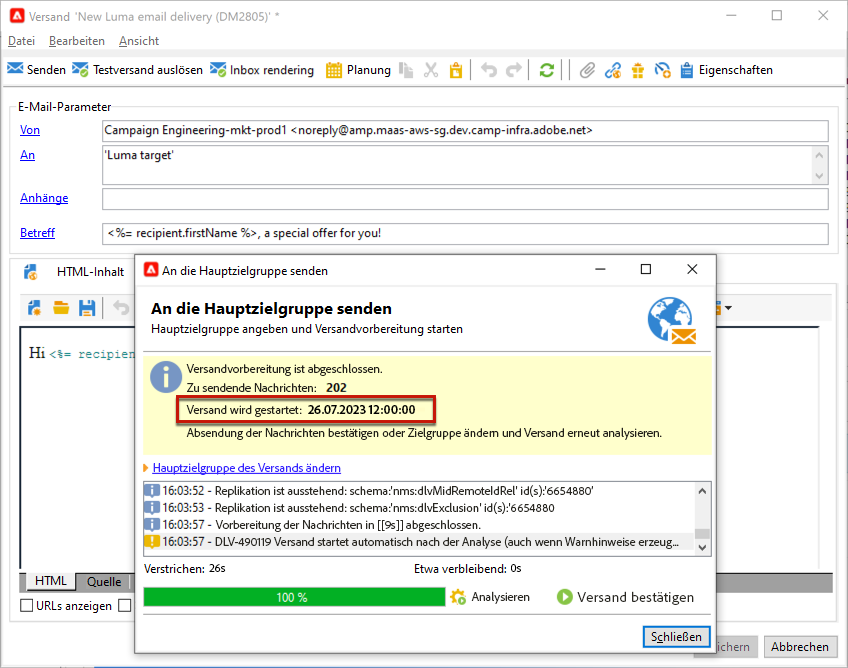 Versand 'New Luma email delivery (DM2805)' *
Datei Bearbeiten Ansicht
Senden Testversand auslösen Inbox rendering Planung Eigenschaften
E-Mail-Parameter
Von Campaign Engineering-mkt-prod1 <noreply@amp.maas-aws-sg.dev.camp-infra.adobe.net>
An 'Luma target'
Anhänge
Betreff <%= recipient.firstName %>, a special offer for you!
HTML-Inhalt
Hi <%= recipien
An die Hauptzielgruppe senden
An die Hauptzielgruppe senden
Hauptzielgruppe angeben und Versandvorbereitung starten
Versandvorbereitung ist abgeschlossen.
Zu sendende Nachrichten: 202
Versand wird gestartet: 26.07.2023 12:00:00
Absendung der Nachrichten bestätigen oder Zielgruppe ändern und Versand erneut analysieren.
Hauptzielgruppe des Versands ändern
16:03:52 - Replikation ist ausstehend: schema:'nms:dlvMidRemoteIdRel' id(s):'6654880'
16:03:53 - Replikation ist ausstehend: schema:'nms:dlvExclusion' id(s):'6654880
16:03:57 - Vorbereitung der Nachrichten in [[9s]] abgeschlossen.
16:03:57 - DLV-490119 Versand startet automatisch nach der Analyse (auch wenn Warnhinweise erzeug...
Verstrichen: 26s Etwa verbleibend: 0s
100 % Analysieren Versand bestätigen
Schließen
HTML Quelle
URLs anzeigen
ichern Abbrechen